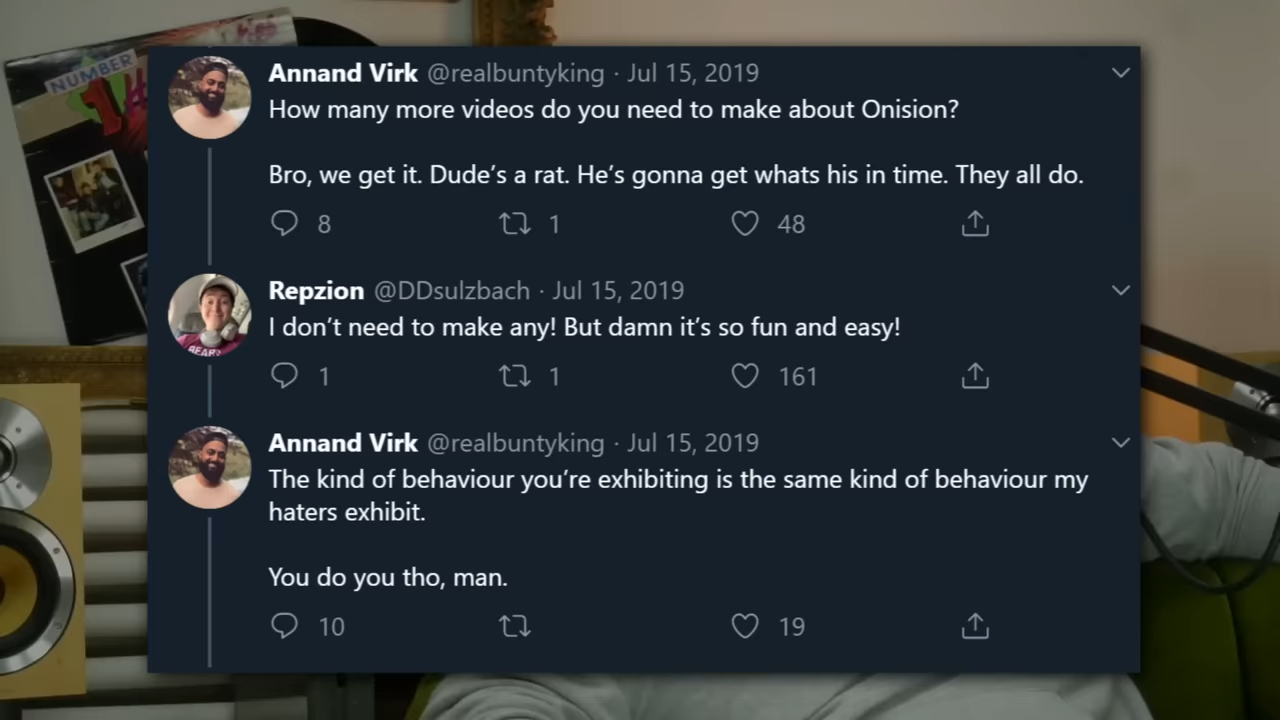 NUMBER
1#
Annand Virk @realbuntyking · Jul 15, 2019
How many more videos do you need to make about Onision?
Bro, we get it. Dude’s a rat. He’s gonna get whats his in time. They all do.
8 1 48
Repzion @DDsulzbach · Jul 15, 2019
I don’t need to make any! But damn it’s so fun and easy!
1 1 161
Annand Virk @realbuntyking · Jul 15, 2019
The kind of behaviour you’re exhibiting is the same kind of behaviour my
haters exhibit.
You do you tho, man.
10 19